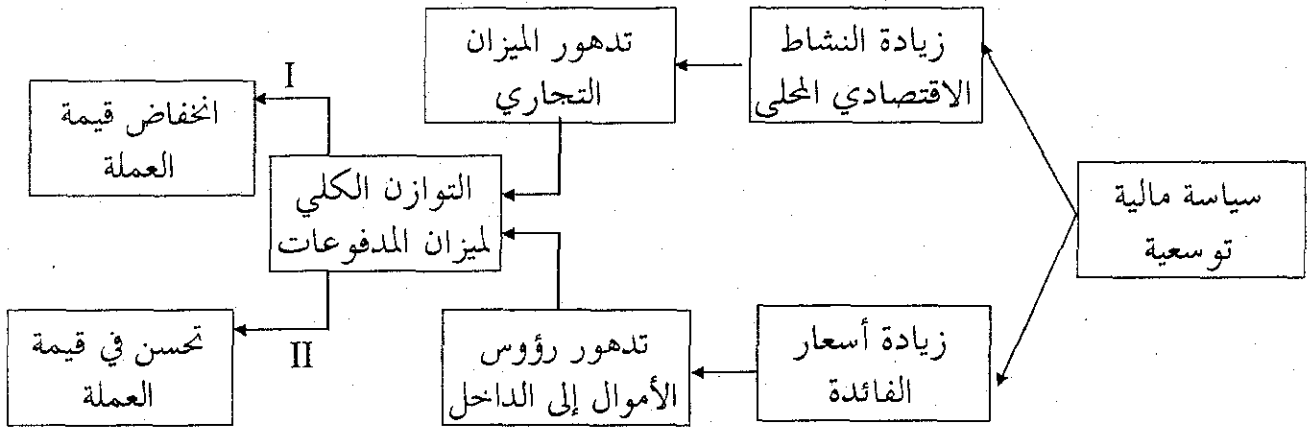 سياسة مالية
توسعية
زيادة النشاط
الاقتصادي المحلى
تدهور الميزان
التجاري
زيادة أسعار
الفائدة
تدهور رؤوس
الأموال إلى الداخل
التوازن الكلي
لميزان المدفوعات
I
انخفاض قيمة
العملة
II
تحسن في قيمة
العملة